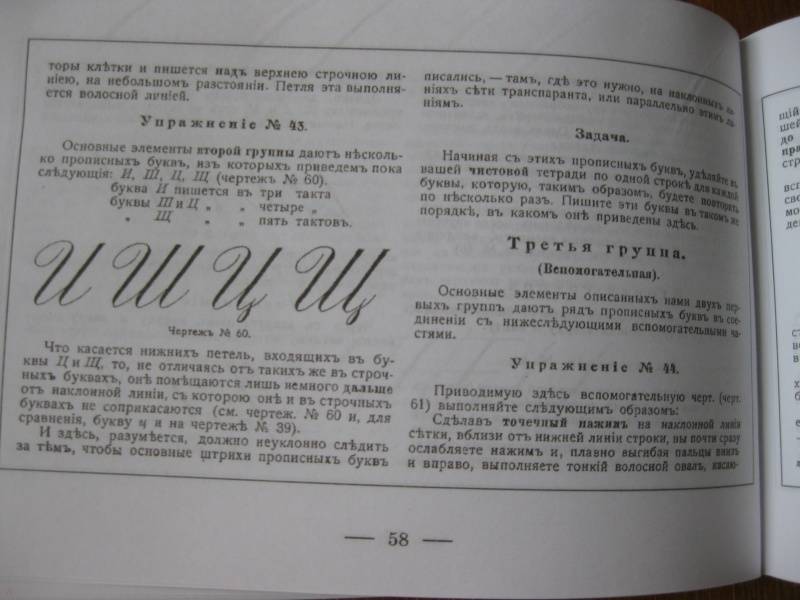 торы клѣтки и пишется надъ верхнею строчною ли-
ніею, на небольшомъ разстояніи. Петля эта выполня-
ется волосной линіей.
Упражненіе № 43.
Основные элементы второй группы даютъ нѣсколь-
ко прописныхъ буквъ, изъ которыхъ приведемъ пока
слѣдующія: И, Ш, Ц, Щ (чертежъ № 60).
буква И пишется въ три такта
буквы Ш и Ц „ „ четыре „
„ Щ „ „ пять тактовъ.
И Ш Ц Щ
Чертежъ № 60.
Что касается нижнихъ петель, входящихъ въ бу-
квы Ц и Щ, то, не отличаясь отъ такихъ же въ строч-
ныхъ буквахъ, онѣ помѣщаются лишь немного дальше
отъ наклонной линіи, съ которою онѣ и въ строчныхъ
буквахъ не соприкасаются (см. чертеж. № 60 и, для
сравненія, букву ц и на чертежѣ № 39).
И здѣсь, разумѣется, должно неуклонно слѣдить
за тѣмъ, чтобы основные штрихи прописныхъ буквъ
писались, — тамъ, гдѣ это нужно, на наклонныхъ ли-
ніяхъ сѣти транспаранта, или параллельно этимъ ли-
ніямъ.
Задача.
Начиная съ этихъ прописныхъ буквъ, удѣляйте въ
вашей чистовой тетради по одной строкѣ для каждой
буквы, которую, такимъ образомъ, будете повторять
по нѣсколько разъ. Пишите эти буквы въ такомъ же
порядкѣ, въ какомъ онѣ приведены здѣсь.
Третья группа.
(Вспомогательная).
Основные элементы описанныхъ нами двухъ пер-
выхъ группъ даютъ рядъ прописныхъ буквъ въ сое-
диненіи съ нижеслѣдующими вспомогательными ча-
стями.
Упражненіе № 44.
Приводимую здѣсь вспомогательную черт. (черт.
61) выполняйте слѣдующимъ образомъ:
Сдѣлавъ точечный нажимъ на наклонной линіи
сѣтки, вблизи отъ нижней линіи строки, вы почти сразу
ослабляете нажимъ и, плавно выгибая пальцы внизъ
и вправо, выполняете тонкій волосной овалъ, касаю-
— 58 —